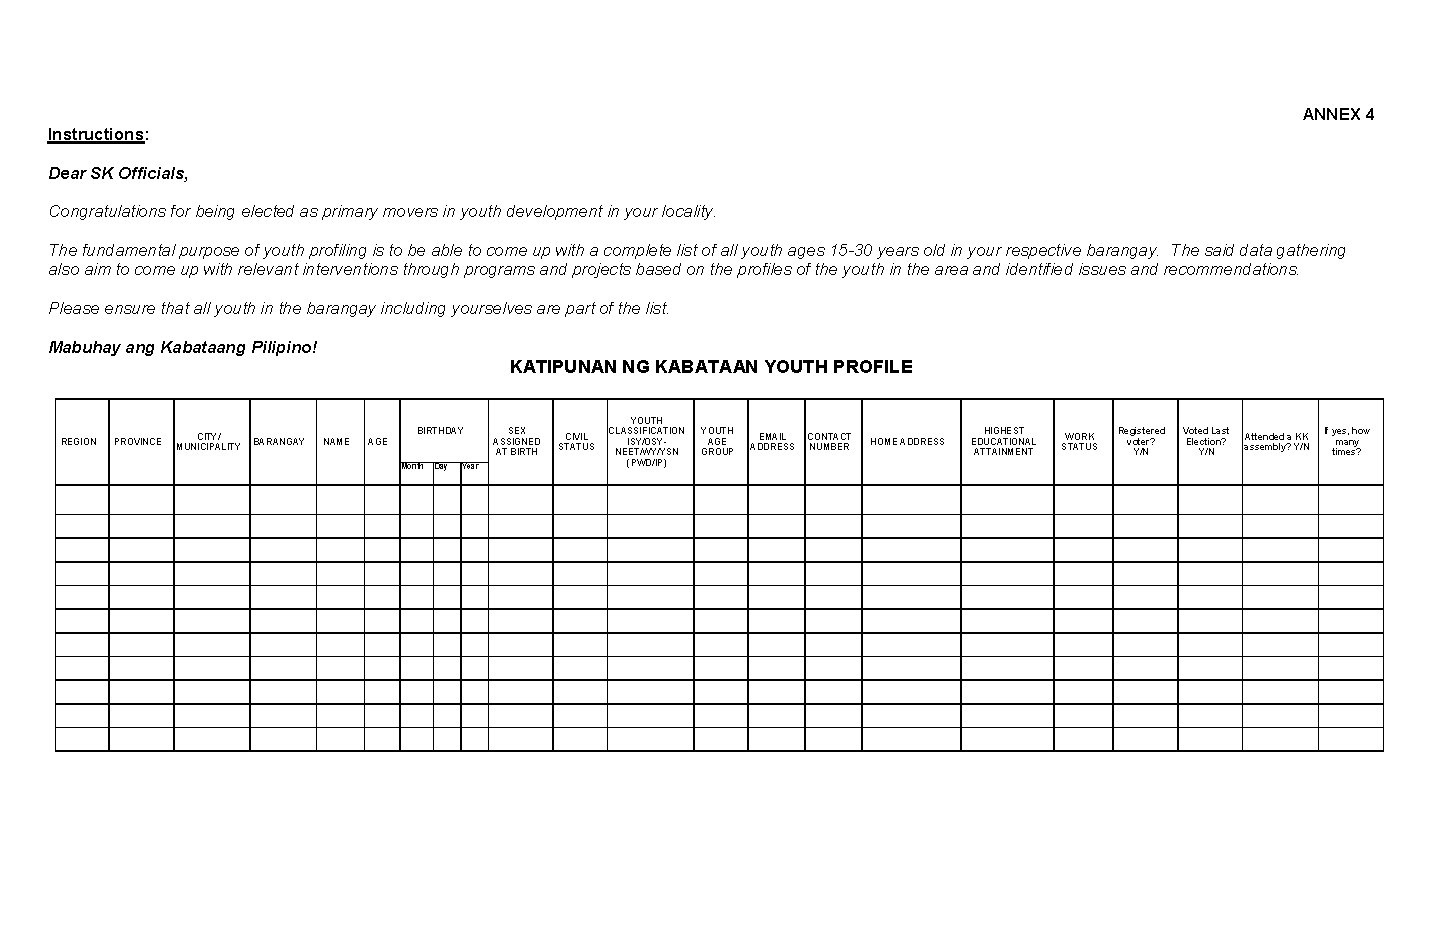 ANNEX 4
Instructions:
Dear SK Officials,
Congratulations for being elected as primary movers in youth development in your locality.
The fundamental purpose of youth profiling is to be able to come up with a complete list of all youth ages 15-30 years old in your respective barangay.  The said data gathering
also aim to come up with relevant interventions through programs and projects based on the profiles of the youth in the area and identified issues and recommendations.
Please ensure that all youth in the barangay including yourselves are part of the list.
Mabuhay ang Kabataang Pilipino!
KATIPUNAN NG KABATAAN YOUTH PROFILE
REGION
PROVINCE
CITY/
MUNICIPALITY
BARANGAY
NAME
AGE
BIRTHDAY
Month
Day
Year
SEX
ASSIGNED
AT BIRTH
CIVIL
STATUS
YOUTH
CLASSIFICATION
ISY/OSY-
NEET/WY/YSN
(PWD/IP)
YOUTH
AGE
GROUP
EMAIL
ADDRESS
CONTACT
NUMBER
HOME ADDRESS
HIGHEST
EDUCATIONAL
ATTAINMENT
WORK
STATUS
Registered
voter?
Y/N
Voted Last
Election?
Y/N
Attended a KK
assembly? Y/N
If yes, how
many
times?